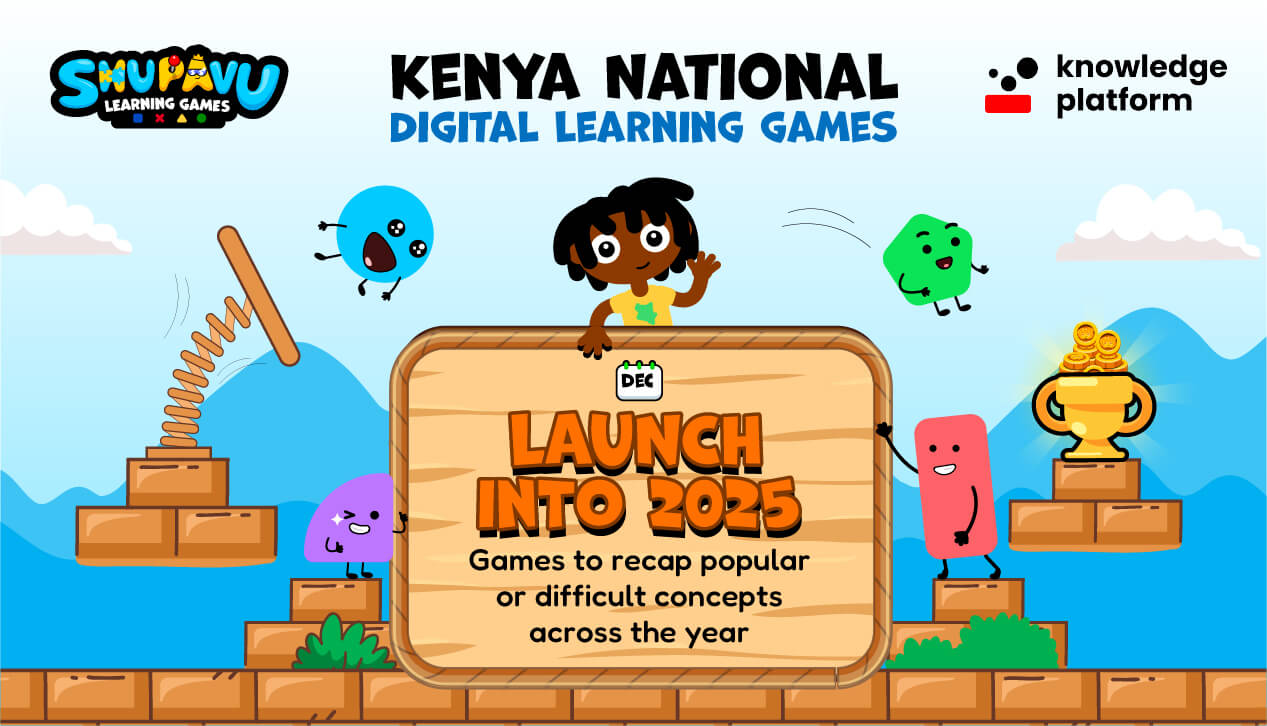 SHUPAVU
LEARNING GAMES
KENYA NATIONAL
DIGITAL LEARNING GAMES
knowledge
platform
DEC
LAUNCH
INTO 2025
Games to recap popular
or difficult concepts
across the year